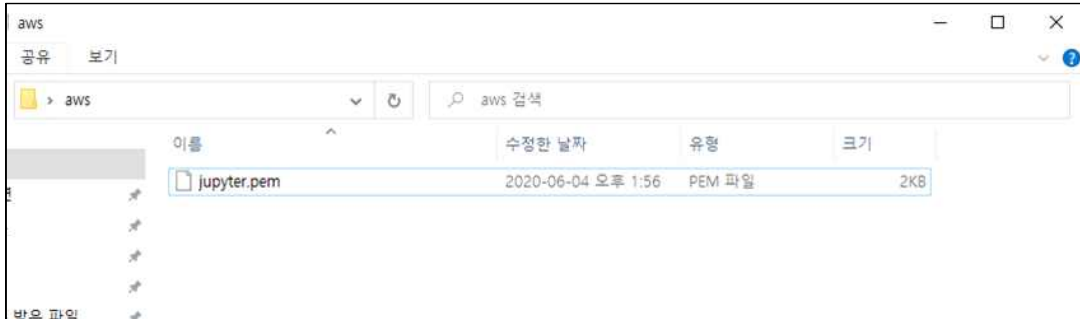 aws
공유 보기
aws
aws 검색
이름 수정한 날짜 유형 크기
jupyter.pem 2020-06-04 오후 1:56 PEM 파일 2KB
받은 파일